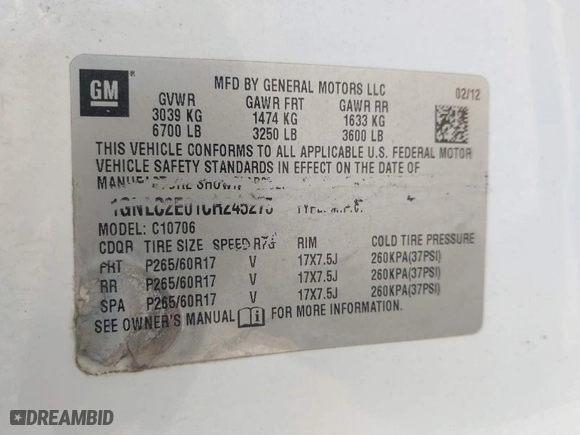 GM
MFD BY GENERAL MOTORS LLC
02/12
GVWR GAWR FRT GAWR RR
3039 KG 1474 KG 1633 KG
6700 LB 3250 LB 3600 LB
THIS VEHICLE CONFORMS TO ALL APPLICABLE U.S. FEDERAL MOTOR
VEHICLE SAFETY STANDARDS IN EFFECT ON THE DATE OF
SHOWN
MODEL: C10706
TIRE SIZE SPEED RTG RIM COLD TIRE PRESSURE
FRT P265/60R17 V 17X7.5J 260KPA(37PSI)
RR P265/60R17 V 17X7.5J 260KPA(37PSI)
SPA P265/60R17 V 17X7.5J 260KPA(37PSI)
SEE OWNER'S MANUAL FOR MORE INFORMATION.
DREAMBID